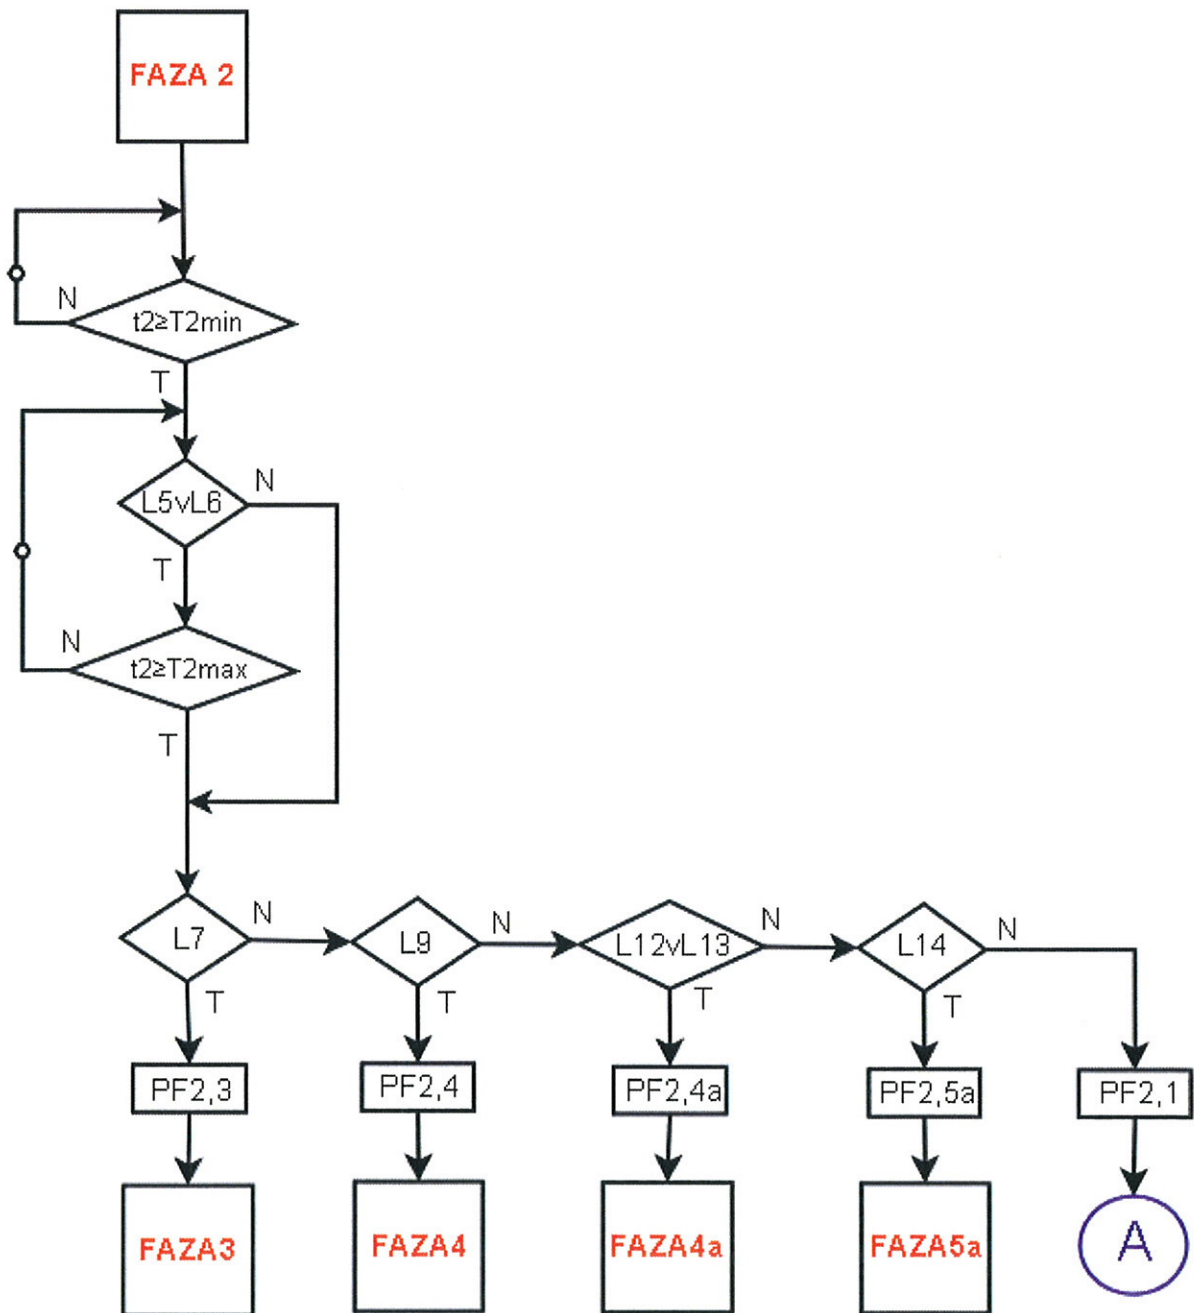 FAZA 2
N
t2≥T2min
T
L5vL6
N
T
N
t2≥T2max
T
L7
N
L9
N
L12vL13
N
L14
N
T
T
T
T
PF2,3
PF2,4
PF2,4a
PF2,5a
PF2,1
FAZA3
FAZA4
FAZA4a
FAZA5a
A